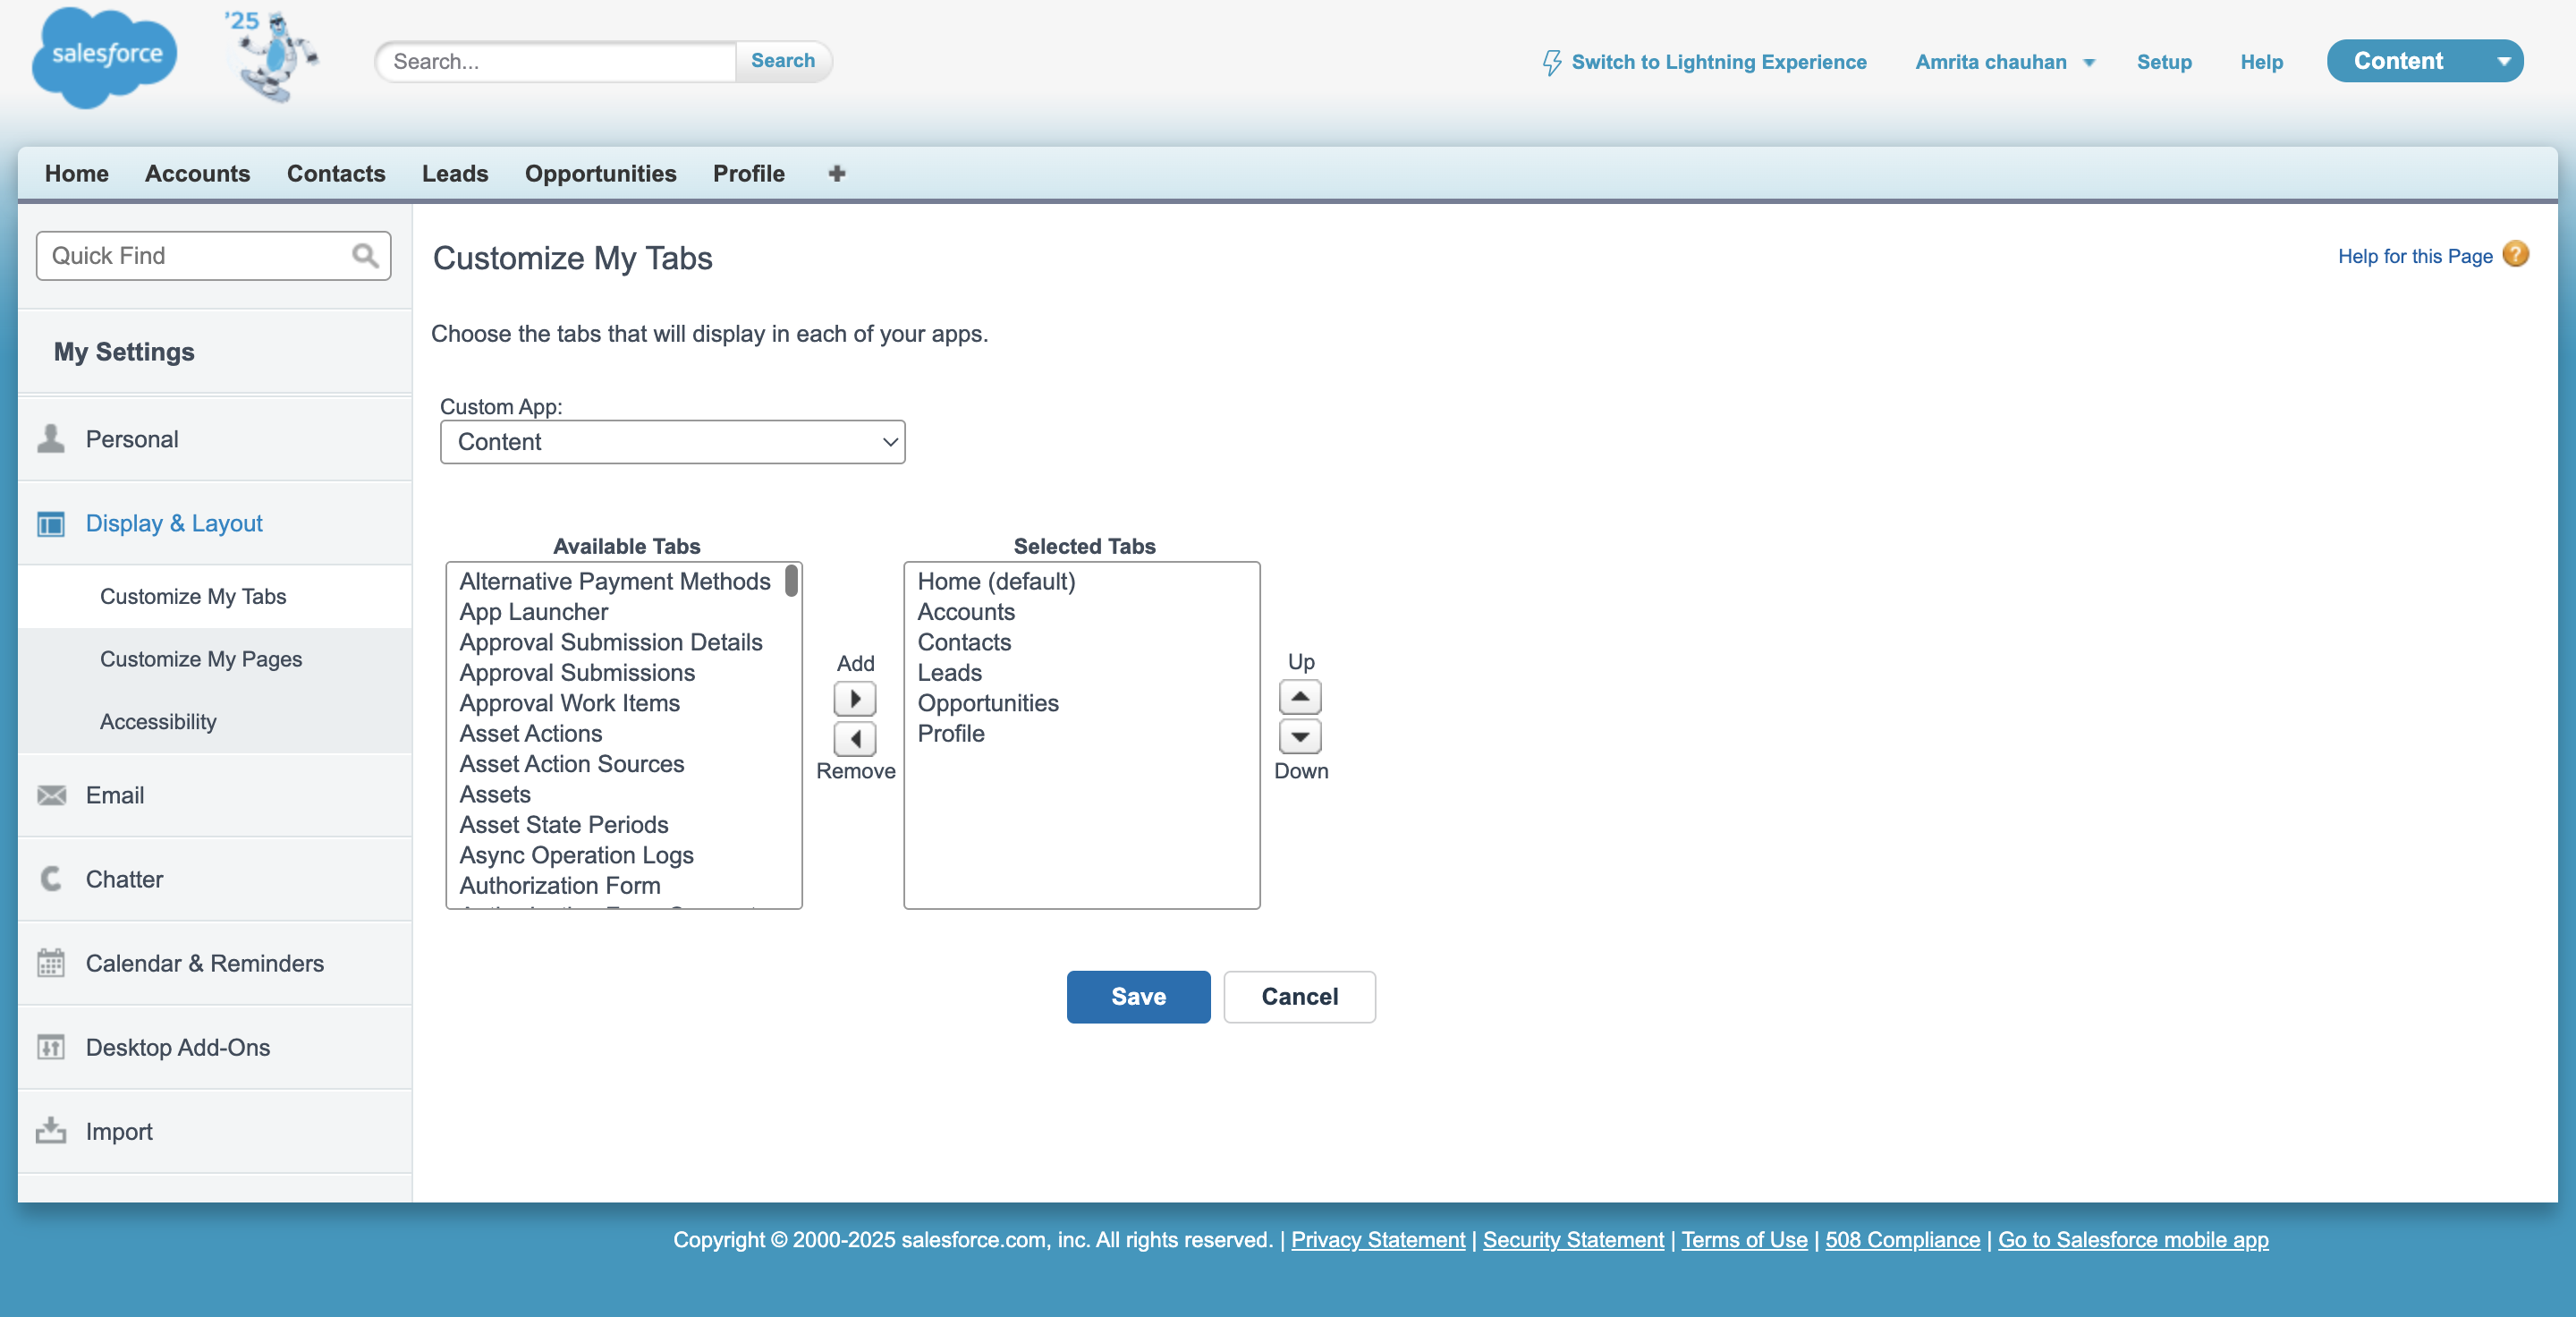 salesforce
'25
Search...
Search
Switch to Lightning Experience
Amrita chauhan
Setup
Help
Content
Home
Accounts
Contacts
Leads
Opportunities
Profile
Quick Find
My Settings
Personal
Display & Layout
Customize My Tabs
Customize My Pages
Accessibility
Email
Chatter
Calendar & Reminders
Desktop Add-Ons
Import
Customize My Tabs
Help for this Page
?
Choose the tabs that will display in each of your apps.
Custom App:
Content
Available Tabs
Alternative Payment Methods
App Launcher
Approval Submission Details
Approval Submissions
Approval Work Items
Asset Actions
Asset Action Sources
Assets
Asset State Periods
Async Operation Logs
Authorization Form
Add
Remove
Selected Tabs
Home (default)
Accounts
Contacts
Leads
Opportunities
Profile
Up
Down
Save
Cancel
Copyright © 2000-2025 salesforce.com, inc. All rights reserved. | Privacy Statement | Security Statement | Terms of Use | 508 Compliance | Go to Salesforce mobile app